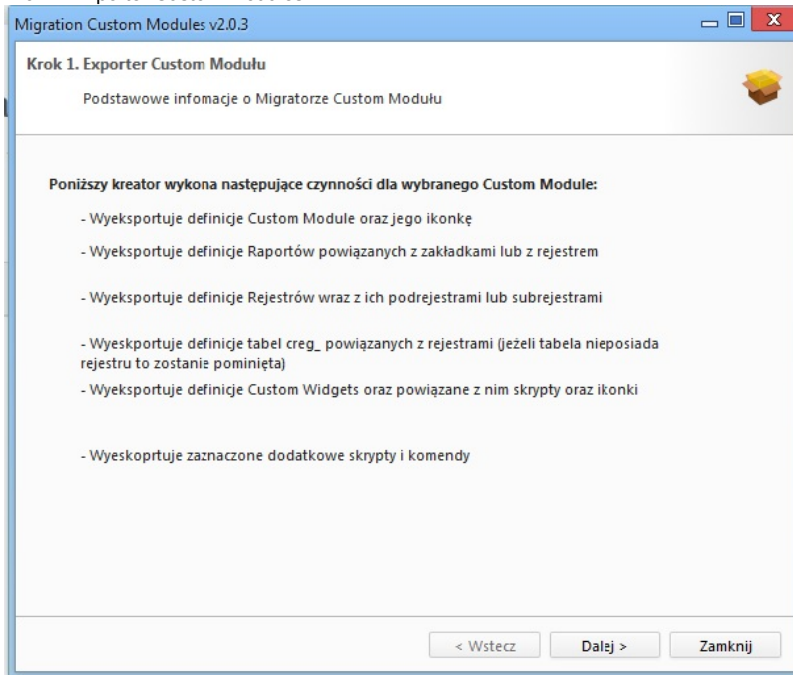 Migration Custom Modules v2.0.3
Krok 1. Exporter Custom Modułu
Podstawowe infomacje o Migratorze Custom Modułu
Poniższy kreator wykona następujące czynności dla wybranego Custom Module:
- Wyeksportuje definicje Custom Module oraz jego ikonkę
- Wyeksportuje definicje Raportów powiązanych z zakładkami lub z rejestrem
- Wyeksportuje definicje Rejestrów wraz z ich podrejestrami lub subrejestrami
- Wyeskportuje definicje tabel creg_ powiązanych z rejestrami (jeżeli tabela nieposiada
rejestru to zostanie pominięta)
- Wyeksportuje definicje Custom Widgets oraz powiązane z nim skrypty oraz ikonki
- Wyeskoprtuje zaznaczone dodatkowe skrypty i komendy
< Wstecz
Dalej >
Zamknij